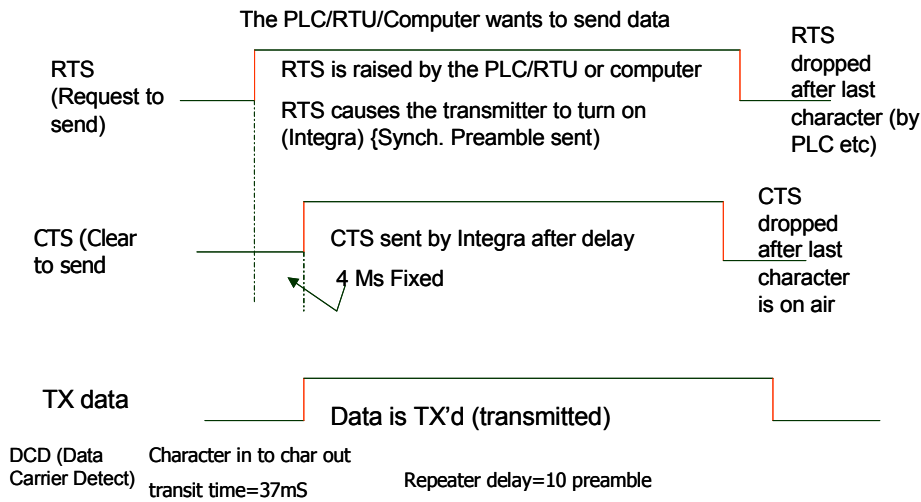 The PLC/RTU/Computer wants to send data
RTS
(Request to
send)
RTS is raised by the PLC/RTU or computer
RTS causes the transmitter to turn on
(Integra) {Synch. Preamble sent)
RTS
dropped
after last
character (by
PLC etc)
CTS (Clear
to send
CTS sent by Integra after delay
4 Ms Fixed
CTS
dropped
after last
character
is on air
TX data
Data is TX'd (transmitted)
DCD (Data
Carrier Detect)
Character in to char out
transit time=37mS
Repeater delay=10 preamble